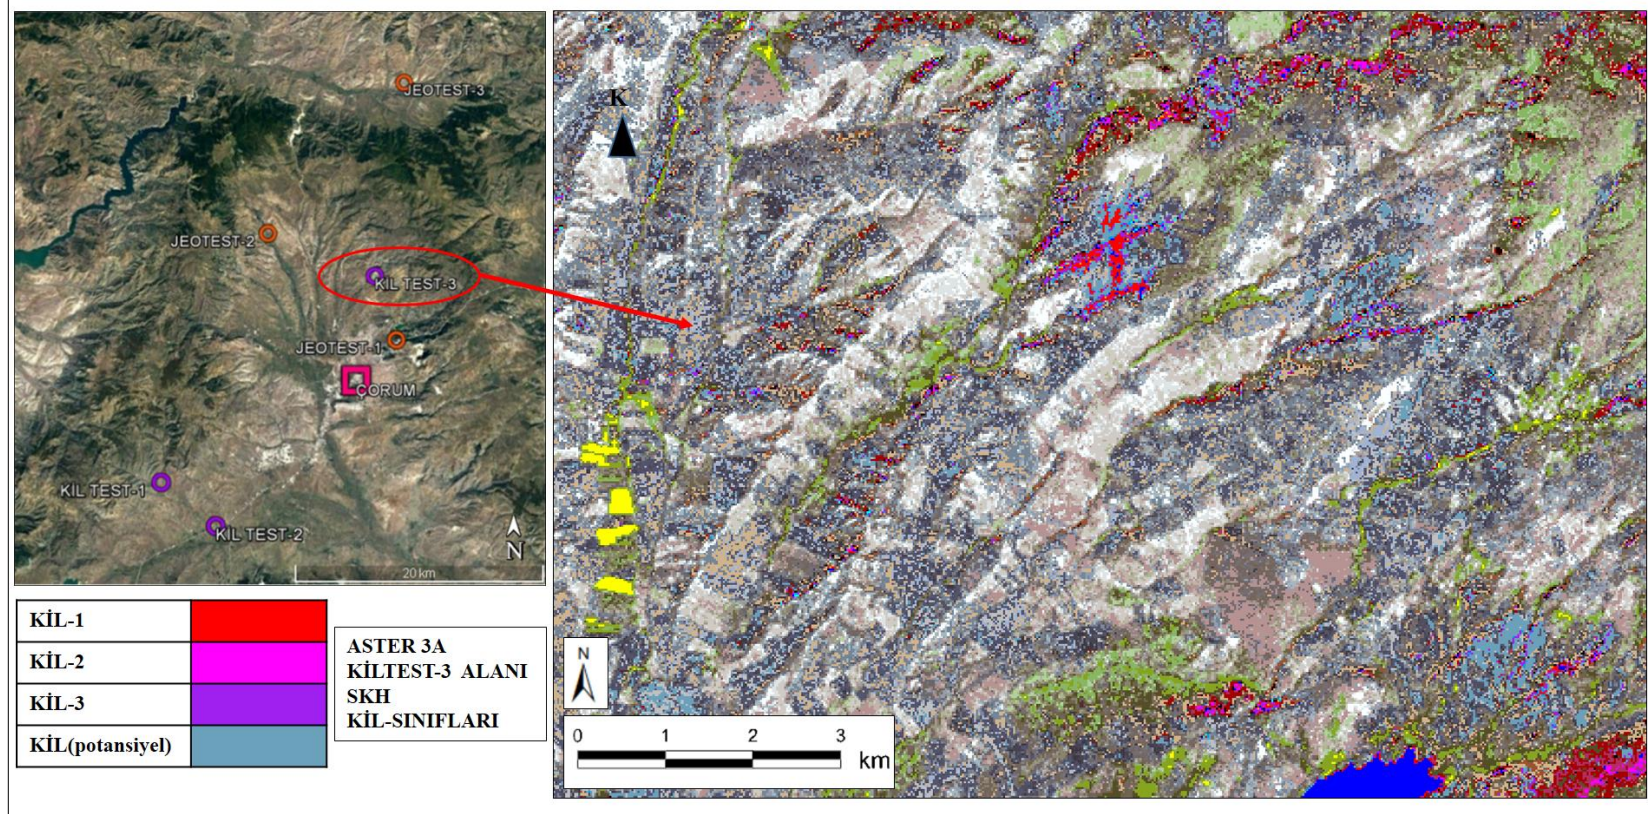 JEOTEST-3
JEOTEST-2
KİL TEST-3
JEOTEST-1
ÇORUM
KİL TEST-1
KİL TEST-2
N
20 km
K
KİL-1
KİL-2
KİL-3
KİL(potansiyel)
ASTER 3A
KİLTEST-3 ALANI
SKH
KİL-SINIFLARI
N
0 1 2 3
km